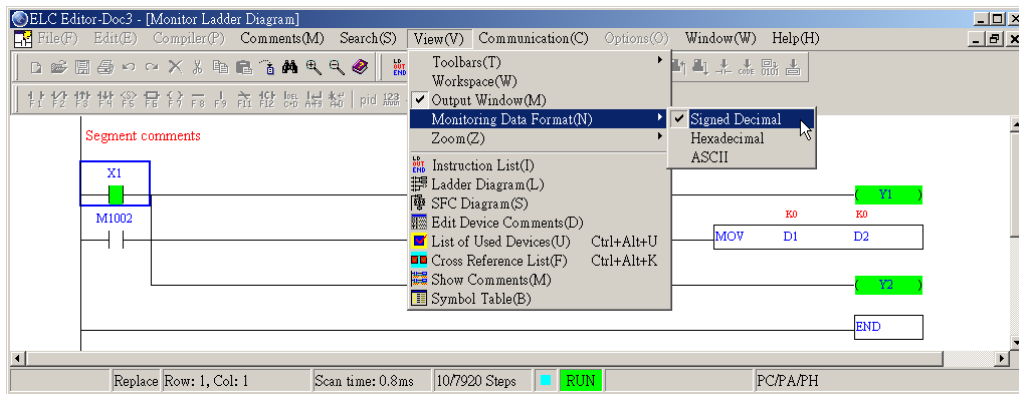 ELC Editor-Doc3 - [Monitor Ladder Diagram]
File(F) Edit(E) Compiler(P) Comments(M) Search(S) View(V) Communication(C) Options(O) Window(W) Help(H)
Toolbars(T)
Workspace(W)
Output Window(M)
Monitoring Data Format(N)
Zoom(Z)
Instruction List(I)
Ladder Diagram(L)
SFC Diagram(S)
Edit Device Comments(D)
List of Used Devices(U) Ctrl+Alt+U
Cross Reference List(F) Ctrl+Alt+K
Show Comments(M)
Symbol Table(B)
Signed Decimal
Hexadecimal
ASCII
pid
Segment comments
X1
Y1
M1002
K0 K0
MOV D1 D2
Y2
END
Replace Row: 1, Col: 1 Scan time: 0.8ms 10/7920 Steps RUN PC/PA/PH